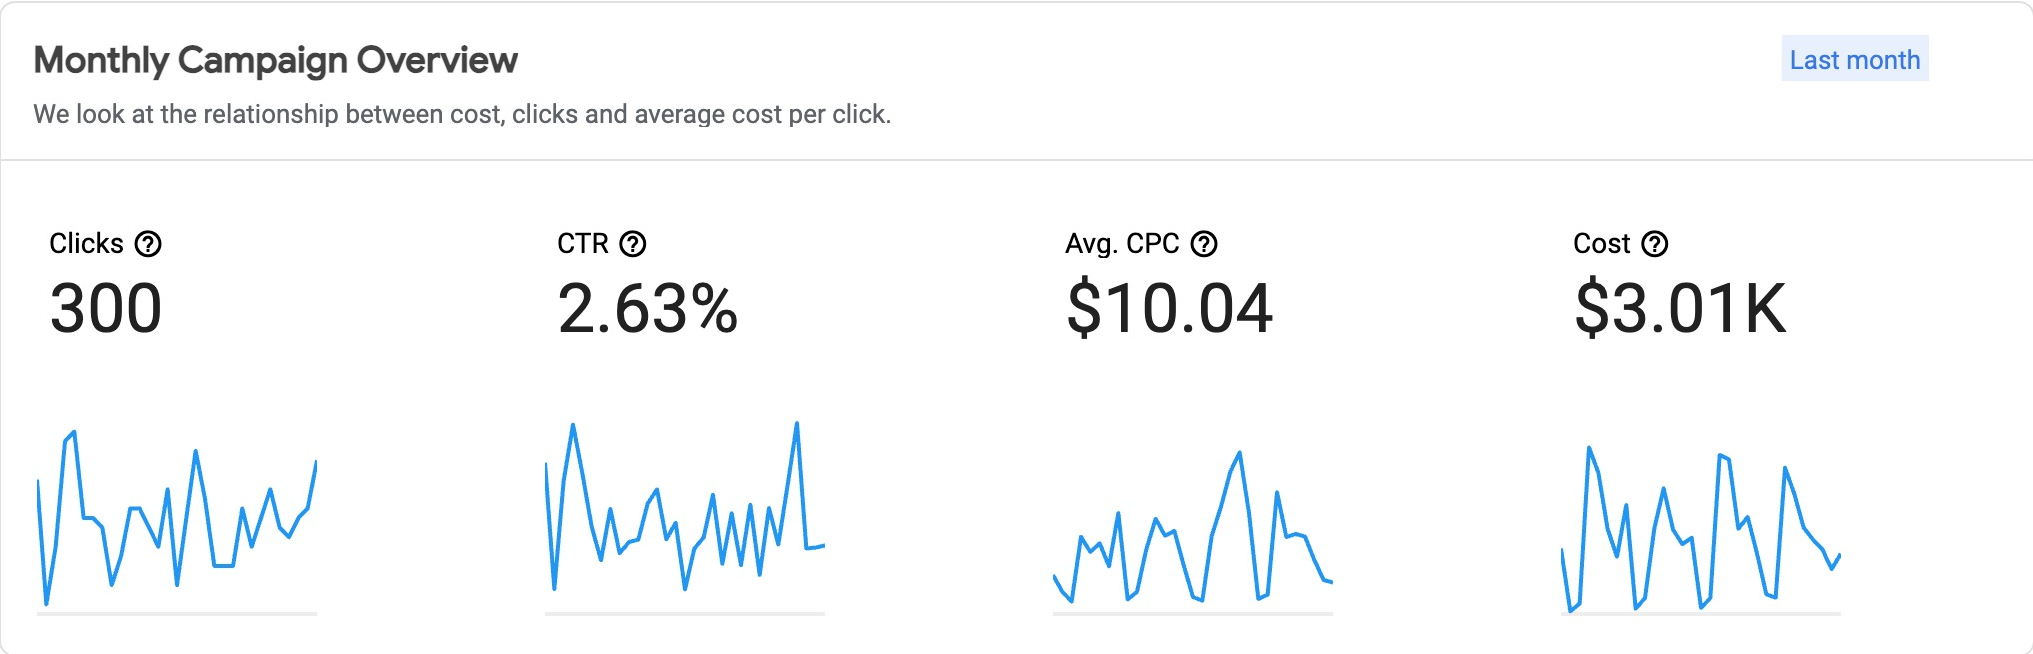 Monthly Campaign Overview
Last month
We look at the relationship between cost, clicks and average cost per click.
Clicks ?
CTR ?
Avg. CPC ?
Cost ?
300
2.63%
$10.04
$3.01K